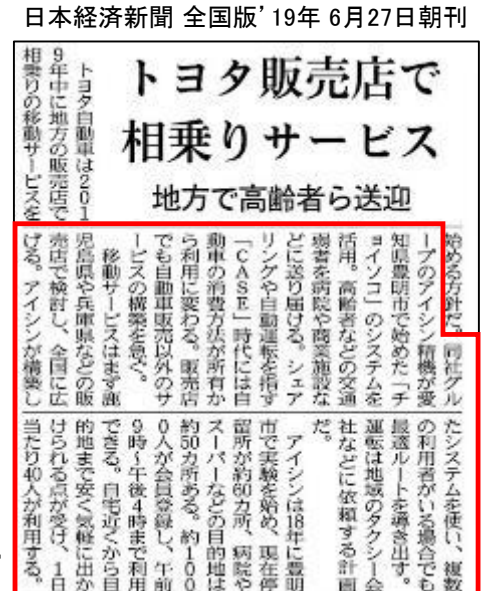 日本経済新聞 全国版’19年 6月27日朝刊
トヨタ販売店で
相乗りサービス
地方で高齢者ら送迎
トヨタ自動車は201
9年中に地方の販売店で
相乗りの移動サービスを
始める方針だ。同社グル
ープのアイシン精機が愛
知県豊明市で始めた「チ
ョイソコ」のシステムを
活用。高齢者などの交通
弱者を病院や商業施設な
どに送り届ける。シェア
リングや自動運転を指す
「CASE」時代には自
動車の消費方法が所有か
ら利用に変わる。販売店
でも自動車販売以外のサ
ービスの構築を急ぐ。
移動サービスはまず鹿
児島県や兵庫県などの販
売店で検討し、全国に広
げる。アイシンが構築し
たシステムを使い、複数
の利用者がいる場合でも
最適ルートを導き出す。
運転は地域のタクシー会
社などに依頼する計画
だ。
アイシンは18年に豊明
市で実験を始め、現在停
留所が約60カ所、病院や
スーパーなどの目的地は
約50カ所ある。約100
0人が会員登録し、午前
9時〜午後4時まで利用
できる。自宅近くから目
的地まで安く気軽に出か
けられる点が受け、1日
当たり40人が利用する。